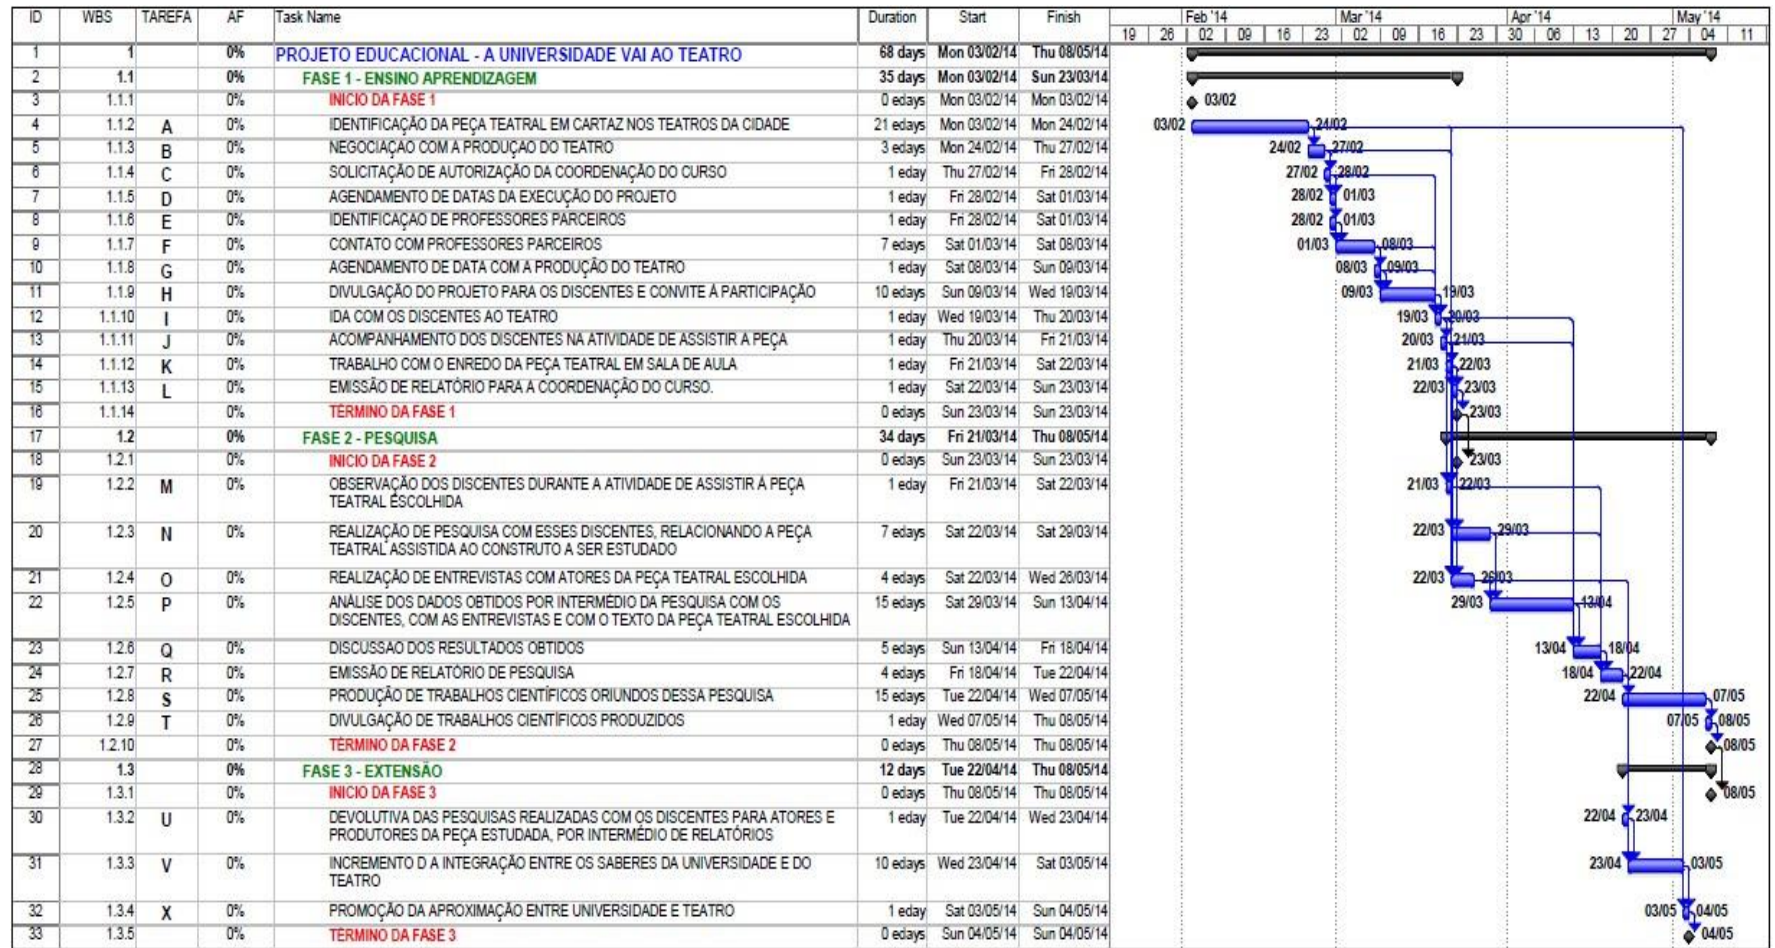 ID WBS TAREFA AF Task Name Duration Start Finish Feb '14 Mar '14 Apr '14 May '14
19 26 02 09 16 23 02 09 16 23 30 06 13 20 27 04 11
1 1 0% PROJETO EDUCACIONAL - A UNIVERSIDADE VAI AO TEATRO 68 days Mon 03/02/14 Thu 08/05/14
2 1.1 0% FASE 1 - ENSINO APRENDIZAGEM 35 days Mon 03/02/14 Sun 23/03/14
3 1.1.1 0% INICIO DA FASE 1 0 edays Mon 03/02/14 Mon 03/02/14 03/02
4 1.1.2 A 0% IDENTIFICAÇÃO DA PEÇA TEATRAL EM CARTAZ NOS TEATROS DA CIDADE 21 edays Mon 03/02/14 Mon 24/02/14 03/02 24/02
5 1.1.3 B 0% NEGOCIAÇÃO COM A PRODUÇÃO DO TEATRO 3 edays Mon 24/02/14 Thu 27/02/14 24/02 27/02
6 1.1.4 C 0% SOLICITAÇÃO DE AUTORIZAÇÃO DA COORDENAÇÃO DO CURSO 1 eday Thu 27/02/14 Fri 28/02/14 27/02 28/02
7 1.1.5 D 0% AGENDAMENTO DE DATAS DA EXECUÇÃO DO PROJETO 1 eday Fri 28/02/14 Sat 01/03/14 28/02 01/03
8 1.1.6 E 0% IDENTIFICAÇAO DE PROFESSORES PARCEIROS 1 eday Fri 28/02/14 Sat 01/03/14 28/02 01/03
9 1.1.7 F 0% CONTATO COM PROFESSORES PARCEIROS 7 edays Sat 01/03/14 Sat 08/03/14 01/03 08/03
10 1.1.8 G 0% AGENDAMENTO DE DATA COM A PRODUÇÃO DO TEATRO 1 eday Sat 08/03/14 Sun 09/03/14 08/03 09/03
11 1.1.9 H 0% DIVULGAÇÃO DO PROJETO PARA OS DISCENTES E CONVITE À PARTICIPAÇÃO 10 edays Sun 09/03/14 Wed 19/03/14 09/03 19/03
12 1.1.10 I 0% IDA COM OS DISCENTES AO TEATRO 1 eday Wed 19/03/14 Thu 20/03/14 19/03 20/03
13 1.1.11 J 0% ACOMPANHAMENTO DOS DISCENTES NA ATIVIDADE DE ASSISTIR A PEÇA 1 eday Thu 20/03/14 Fri 21/03/14 20/03 21/03
14 1.1.12 K 0% TRABALHO COM O ENREDO DA PEÇA TEATRAL EM SALA DE AULA 1 eday Fri 21/03/14 Sat 22/03/14 21/03 22/03
15 1.1.13 L 0% EMISSÃO DE RELATÓRIO PARA A COORDENAÇÃO DO CURSO. 1 eday Sat 22/03/14 Sun 23/03/14 22/03 23/03
16 1.1.14 0% TÉRMINO DA FASE 1 0 edays Sun 23/03/14 Sun 23/03/14 23/03
17 1.2 0% FASE 2 - PESQUISA 34 days Fri 21/03/14 Thu 08/05/14
18 1.2.1 0% INICIO DA FASE 2 0 edays Sun 23/03/14 Sun 23/03/14 23/03
19 1.2.2 M 0% OBSERVAÇÃO DOS DISCENTES DURANTE A ATIVIDADE DE ASSISTIR À PEÇA 1 eday Fri 21/03/14 Sat 22/03/14 21/03 22/03
TEATRAL ESCOLHIDA
20 1.2.3 N 0% REALIZAÇÃO DE PESQUISA COM ESSES DISCENTES, RELACIONANDO A PEÇA 7 edays Sat 22/03/14 Sat 29/03/14 22/03 29/03
TEATRAL ASSISTIDA AO CONSTRUTO A SER ESTUDADO
21 1.2.4 O 0% REALIZAÇÃO DE ENTREVISTAS COM ATORES DA PEÇA TEATRAL ESCOLHIDA 4 edays Sat 22/03/14 Wed 26/03/14 22/03 26/03
22 1.2.5 P 0% ANÁLISE DOS DADOS OBTIDOS POR INTERMÉDIO DA PESQUISA COM OS 15 edays Sat 29/03/14 Sun 13/04/14 29/03 13/04
DISCENTES, COM AS ENTREVISTAS E COM O TEXTO DA PEÇA TEATRAL ESCOLHIDA
23 1.2.6 Q 0% DISCUSSAO DOS RESULTADOS OBTIDOS 5 edays Sun 13/04/14 Fri 18/04/14 13/04 18/04
24 1.2.7 R 0% EMISSÃO DE RELATÓRIO DE PESQUISA 4 edays Fri 18/04/14 Tue 22/04/14 18/04 22/04
25 1.2.8 S 0% PRODUÇÃO DE TRABALHOS CIENTÍFICOS ORIUNDOS DESSA PESQUISA 15 edays Tue 22/04/14 Wed 07/05/14 22/04 07/05
26 1.2.9 T 0% DIVULGAÇÃO DE TRABALHOS CIENTÍFICOS PRODUZIDOS 1 eday Wed 07/05/14 Thu 08/05/14 07/05 08/05
27 1.2.10 0% TÉRMINO DA FASE 2 0 edays Thu 08/05/14 Thu 08/05/14 08/05
28 1.3 0% FASE 3 - EXTENSÃO 12 days Tue 22/04/14 Thu 08/05/14
29 1.3.1 0% INICIO DA FASE 3 0 edays Thu 08/05/14 Thu 08/05/14 08/05
30 1.3.2 U 0% DEVOLUTIVA DAS PESQUISAS REALIZADAS COM OS DISCENTES PARA ATORES E 1 eday Tue 22/04/14 Wed 23/04/14 22/04 23/04
PRODUTORES DA PEÇA ESTUDADA, POR INTERMÉDIO DE RELATÓRIOS
31 1.3.3 V 0% INCREMENTO D A INTEGRAÇÃO ENTRE OS SABERES DA UNIVERSIDADE E DO 10 edays Wed 23/04/14 Sat 03/05/14 23/04 03/05
TEATRO
32 1.3.4 X 0% PROMOÇÃO DA APROXIMAÇÃO ENTRE UNIVERSIDADE E TEATRO 1 eday Sat 03/05/14 Sun 04/05/14 03/05 04/05
33 1.3.5 0% TÉRMINO DA FASE 3 0 edays Sun 04/05/14 Sun 04/05/14 04/05